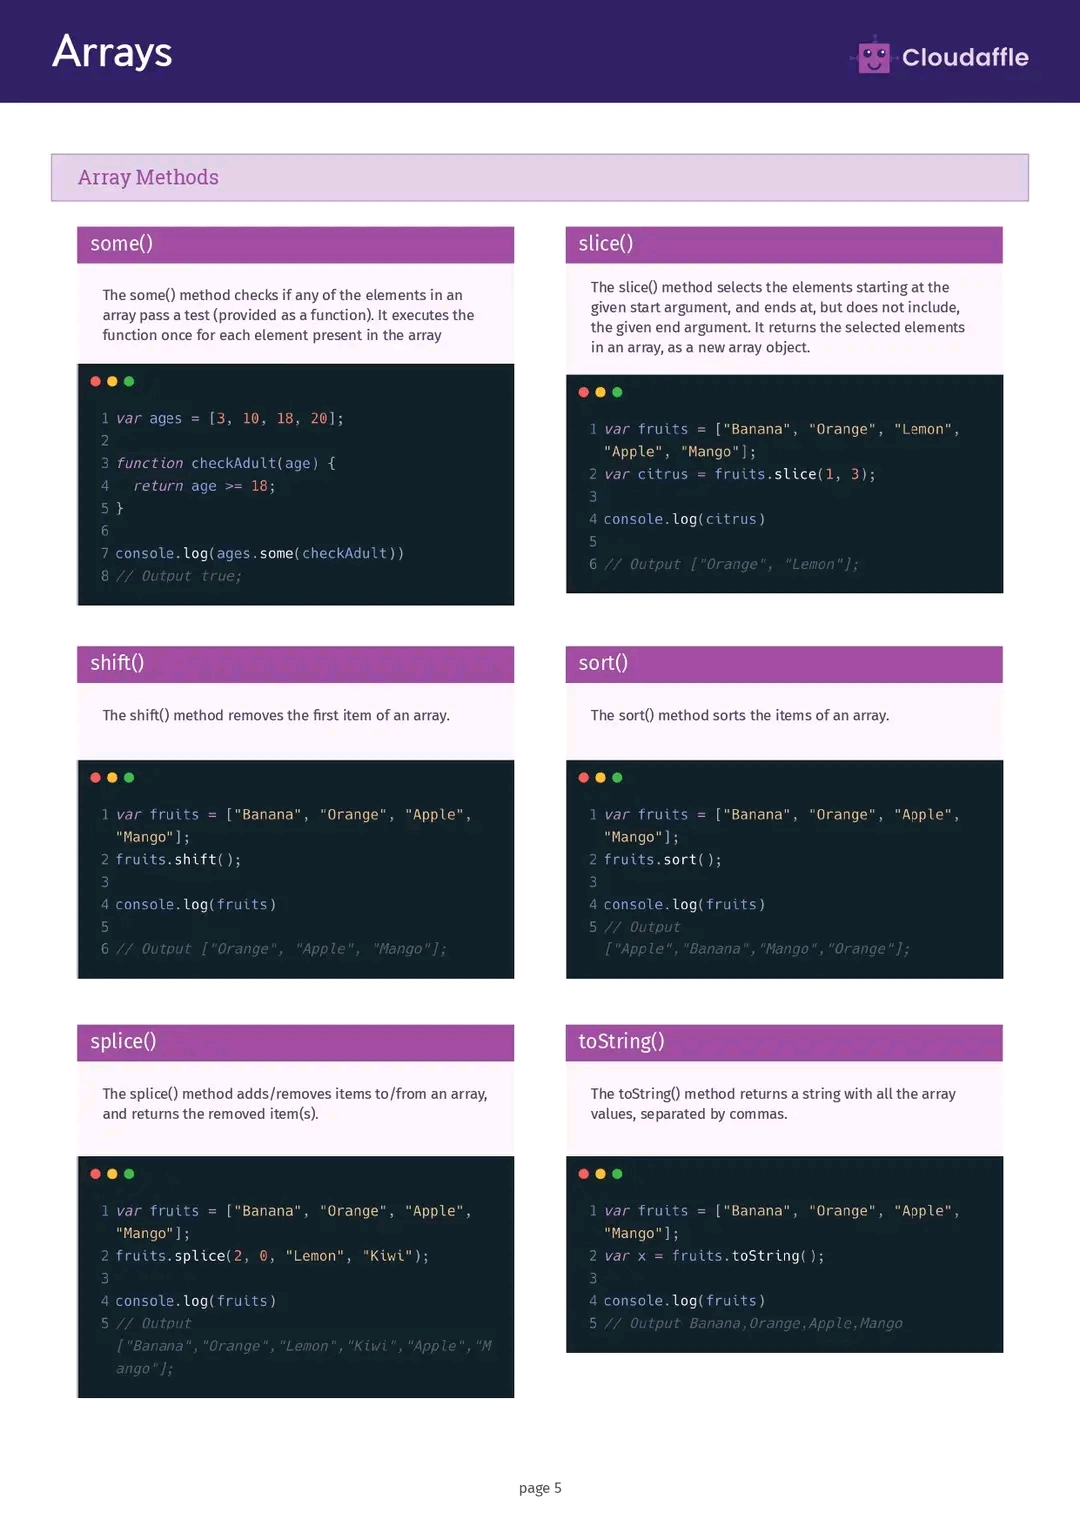 Arrays
Cloudaffle
Array Methods
some()
The some() method checks if any of the elements in an
array pass a test (provided as a function). It executes the
function once for each element present in the array
1 var ages = [3, 10, 18, 20];
2
3 function checkAdult(age) {
4   return age >= 18;
5 }
6
7 console.log(ages.some(checkAdult))
8 // Output true;
slice()
The slice() method selects the elements starting at the
given start argument, and ends at, but does not include,
the given end argument. It returns the selected elements
in an array, as a new array object.
1 var fruits = ["Banana", "Orange", "Lemon",
"Apple", "Mango"];
2 var citrus = fruits.slice(1, 3);
3
4 console.log(citrus)
5
6 // Output ["Orange", "Lemon"];
shift()
The shift() method removes the first item of an array.
1 var fruits = ["Banana", "Orange", "Apple",
"Mango"];
2 fruits.shift();
3
4 console.log(fruits)
5
6 // Output ["Orange", "Apple", "Mango"];
sort()
The sort() method sorts the items of an array.
1 var fruits = ["Banana", "Orange", "Apple",
"Mango"];
2 fruits.sort();
3
4 console.log(fruits)
5 // Output
["Apple","Banana","Mango","Orange"];
splice()
The splice() method adds/removes items to/from an array,
and returns the removed item(s).
1 var fruits = ["Banana", "Orange", "Apple",
"Mango"];
2 fruits.splice(2, 0, "Lemon", "Kiwi");
3
4 console.log(fruits)
5 // Output
["Banana","Orange","Lemon","Kiwi","Apple","M
ango"];
toString()
The toString() method returns a string with all the array
values, separated by commas.
1 var fruits = ["Banana", "Orange", "Apple",
"Mango"];
2 var x = fruits.toString();
3
4 console.log(fruits)
5 // Output Banana,Orange,Apple,Mango
page 5